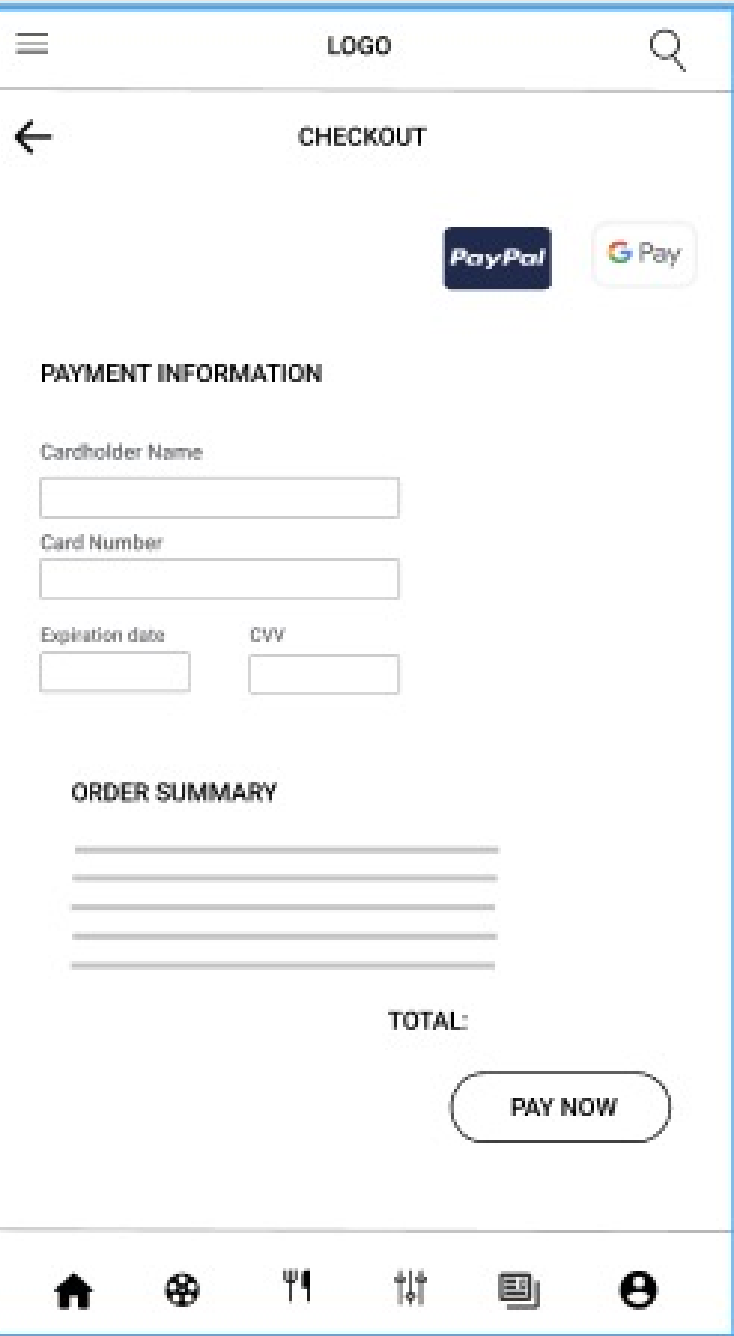 LOGO
CHECKOUT
PayPal
G Pay
PAYMENT INFORMATION
Cardholder Name
Card Number
Expiration date CVV
ORDER SUMMARY
TOTAL:
PAY NOW